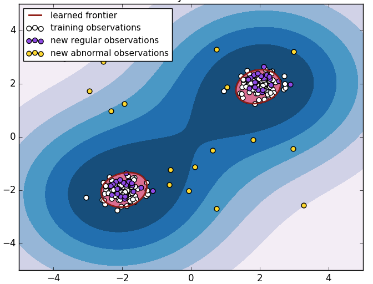 learned frontier
training observations
new regular observations
new abnormal observations
4
2
0
−2
−4
−4
−2
0
2
4